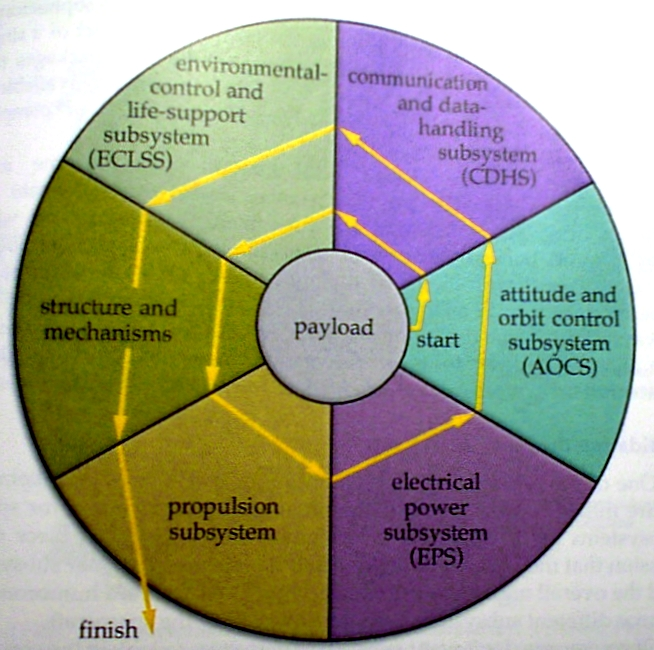 environmental-
control and
life-support
subsystem
(ECLSS)
communication
and data-
handling
subsystem
(CDHS)
structure and
mechanisms
payload
start
attitude and
orbit control
subsystem
(AOCS)
propulsion
subsystem
electrical
power
subsystem
(EPS)
finish